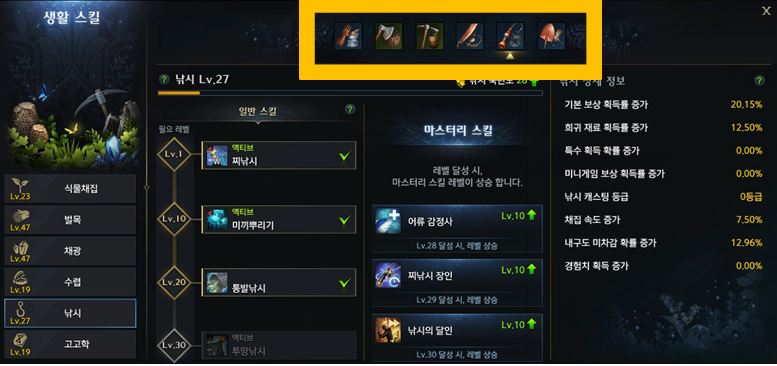 생활 스킬
X
낚시 Lv.27
낚시 숙련도 28
낚시 상세 정보
일반 스킬
필요 레벨
Lv.1
액티브
찌낚시
W
Lv.10
액티브
미끼뿌리기
Lv.20
통발낚시
Lv.30
액티브
투망낚시
마스터리 스킬
레벨 달성 시,
마스터리 스킬 레벨이 상승 합니다.
어류 감정사 Lv.10
Lv.28 달성 시, 레벨 상승
찌낚시 장인 Lv.10
Lv.29 달성 시, 레벨 상승
낚시의 달인 Lv.10
Lv.30 달성 시, 레벨 상승
기본 보상 획득률 증가 20.15%
희귀 재료 획득률 증가 12.50%
특수 획득 확률 증가 0.00%
미니게임 보상 획득률 증가 0.00%
낚시 캐스팅 등급 0등급
채집 속도 증가 7.50%
내구도 미차감 확률 증가 12.96%
경험치 획득 증가 0.00%
식물채집
Lv.23
벌목
Lv.47
채광
Lv.47
수렵
Lv.19
낚시
Lv.27
고고학
Lv.19